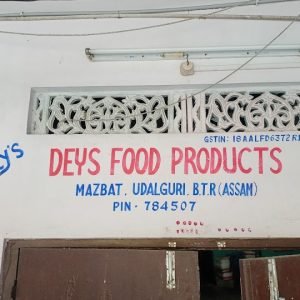 GSTIN: 18AALFD6372R1
DEYS FOOD PRODUCTS
MAZBAT. UDALGURI. B.T.R (ASSAM)
PIN - 784507